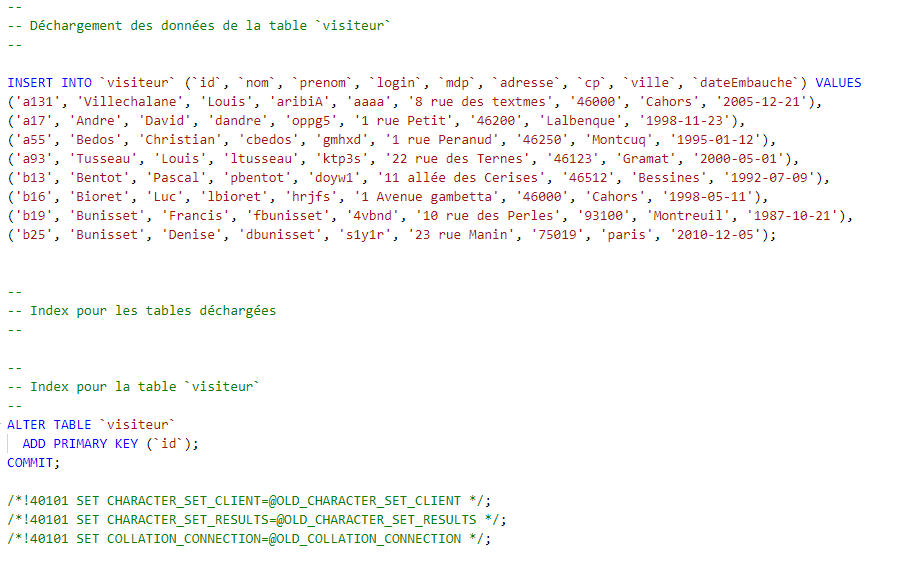 --
-- Déchargement des données de la table `visiteur`
--
INSERT INTO `visiteur` (`id`, `nom`, `prenom`, `login`, `mdp`, `adresse`, `cp`, `ville`, `dateEmbauche`) VALUES
('a131', 'Villechalane', 'Louis', 'aribiA', 'aaaa', '8 rue des textmes', '46000', 'Cahors', '2005-12-21'),
('a17', 'Andre', 'David', 'dandre', 'oppg5', '1 rue Petit', '46200', 'Lalbenque', '1998-11-23'),
('a55', 'Bedos', 'Christian', 'cbedos', 'gmhxd', '1 rue Peranud', '46250', 'Montcuq', '1995-01-12'),
('a93', 'Tusseau', 'Louis', 'ltusseau', 'ktp3s', '22 rue des Ternes', '46123', 'Gramat', '2000-05-01'),
('b13', 'Bentot', 'Pascal', 'pbentot', 'doyw1', '11 allée des Cerises', '46512', 'Bessines', '1992-07-09'),
('b16', 'Bioret', 'Luc', 'lbioret', 'hrjfs', '1 Avenue gambetta', '46000', 'Cahors', '1998-05-11'),
('b19', 'Bunisset', 'Francis', 'fbunisset', '4vbnd', '10 rue des Perles', '93100', 'Montreuil', '1987-10-21'),
('b25', 'Bunisset', 'Denise', 'dbunisset', 's1y1r', '23 rue Manin', '75019', 'paris', '2010-12-05');
--
-- Index pour les tables déchargées
--
--
-- Index pour la table `visiteur`
--
ALTER TABLE `visiteur`
ADD PRIMARY KEY (`id`);
COMMIT;
/*!40101 SET CHARACTER_SET_CLIENT=@OLD_CHARACTER_SET_CLIENT */;
/*!40101 SET CHARACTER_SET_RESULTS=@OLD_CHARACTER_SET_RESULTS */;
/*!40101 SET COLLATION_CONNECTION=@OLD_COLLATION_CONNECTION */;